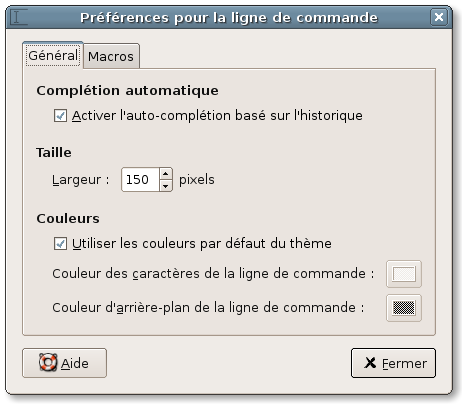 Préférences pour la ligne de commande
Général Macros
Complétion automatique
Activer l'auto-complétion basé sur l'historique
Taille
Largeur : 150 pixels
Couleurs
Utiliser les couleurs par défaut du thème
Couleur des caractères de la ligne de commande :
Couleur d'arrière-plan de la ligne de commande :
Aide Fermer